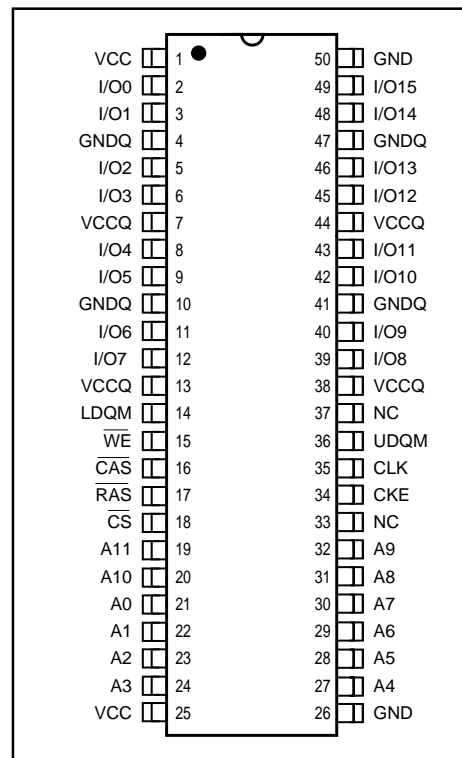 VCC 1 50 GND
I/O0 2 49 I/O15
I/O1 3 48 I/O14
GNDQ 4 47 GNDQ
I/O2 5 46 I/O13
I/O3 6 45 I/O12
VCCQ 7 44 VCCQ
I/O4 8 43 I/O11
I/O5 9 42 I/O10
GNDQ 10 41 GNDQ
I/O6 11 40 I/O9
I/O7 12 39 I/O8
VCCQ 13 38 VCCQ
LDQM 14 37 NC
W̅E̅ 15 36 UDQM
C̅A̅S̅ 16 35 CLK
R̅A̅S̅ 17 34 CKE
C̅S̅ 18 33 NC
A11 19 32 A9
A10 20 31 A8
A0 21 30 A7
A1 22 29 A6
A2 23 28 A5
A3 24 27 A4
VCC 25 26 GND